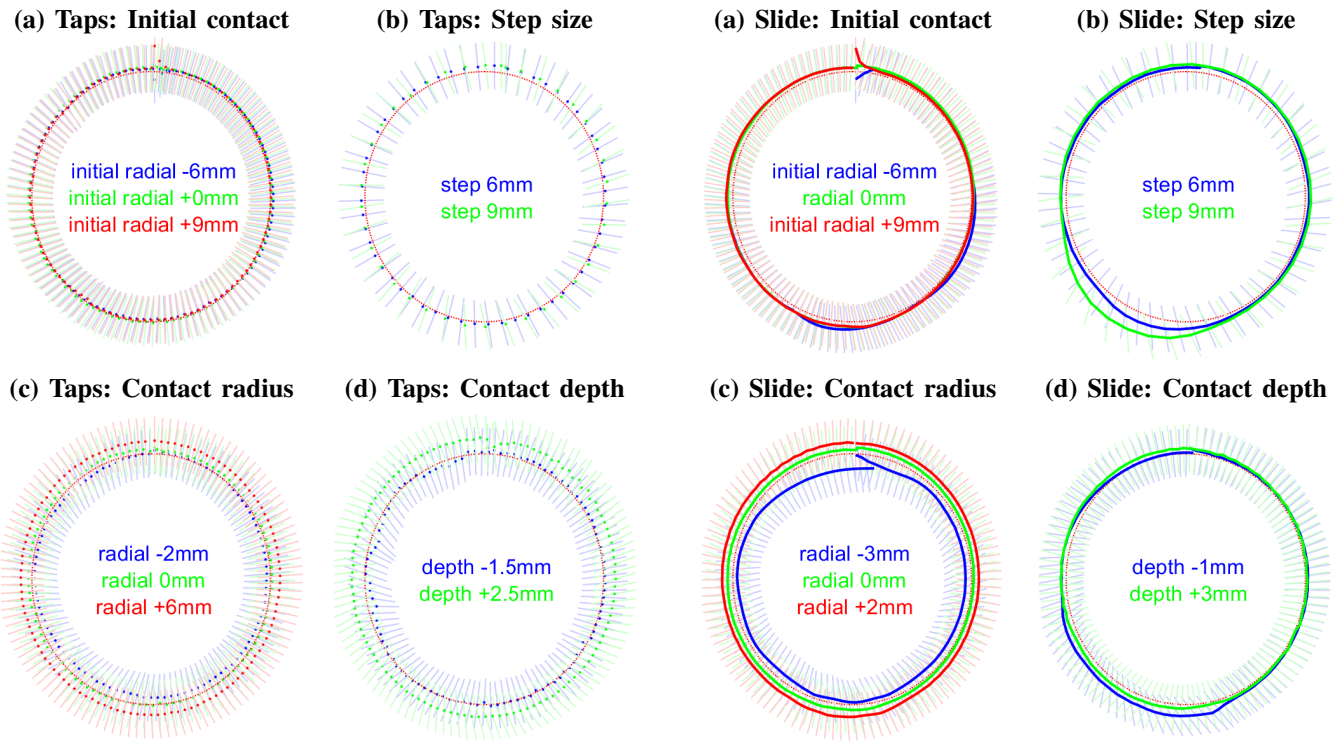 (a) Taps: Initial contact
(b) Taps: Step size
(a) Slide: Initial contact
(b) Slide: Step size
initial radial -6mm
initial radial +0mm
initial radial +9mm
step 6mm
step 9mm
initial radial -6mm
radial 0mm
initial radial +9mm
step 6mm
step 9mm
(c) Taps: Contact radius
(d) Taps: Contact depth
(c) Slide: Contact radius
(d) Slide: Contact depth
radial -2mm
radial 0mm
radial +6mm
depth -1.5mm
depth +2.5mm
radial -3mm
radial 0mm
radial +2mm
depth -1mm
depth +3mm